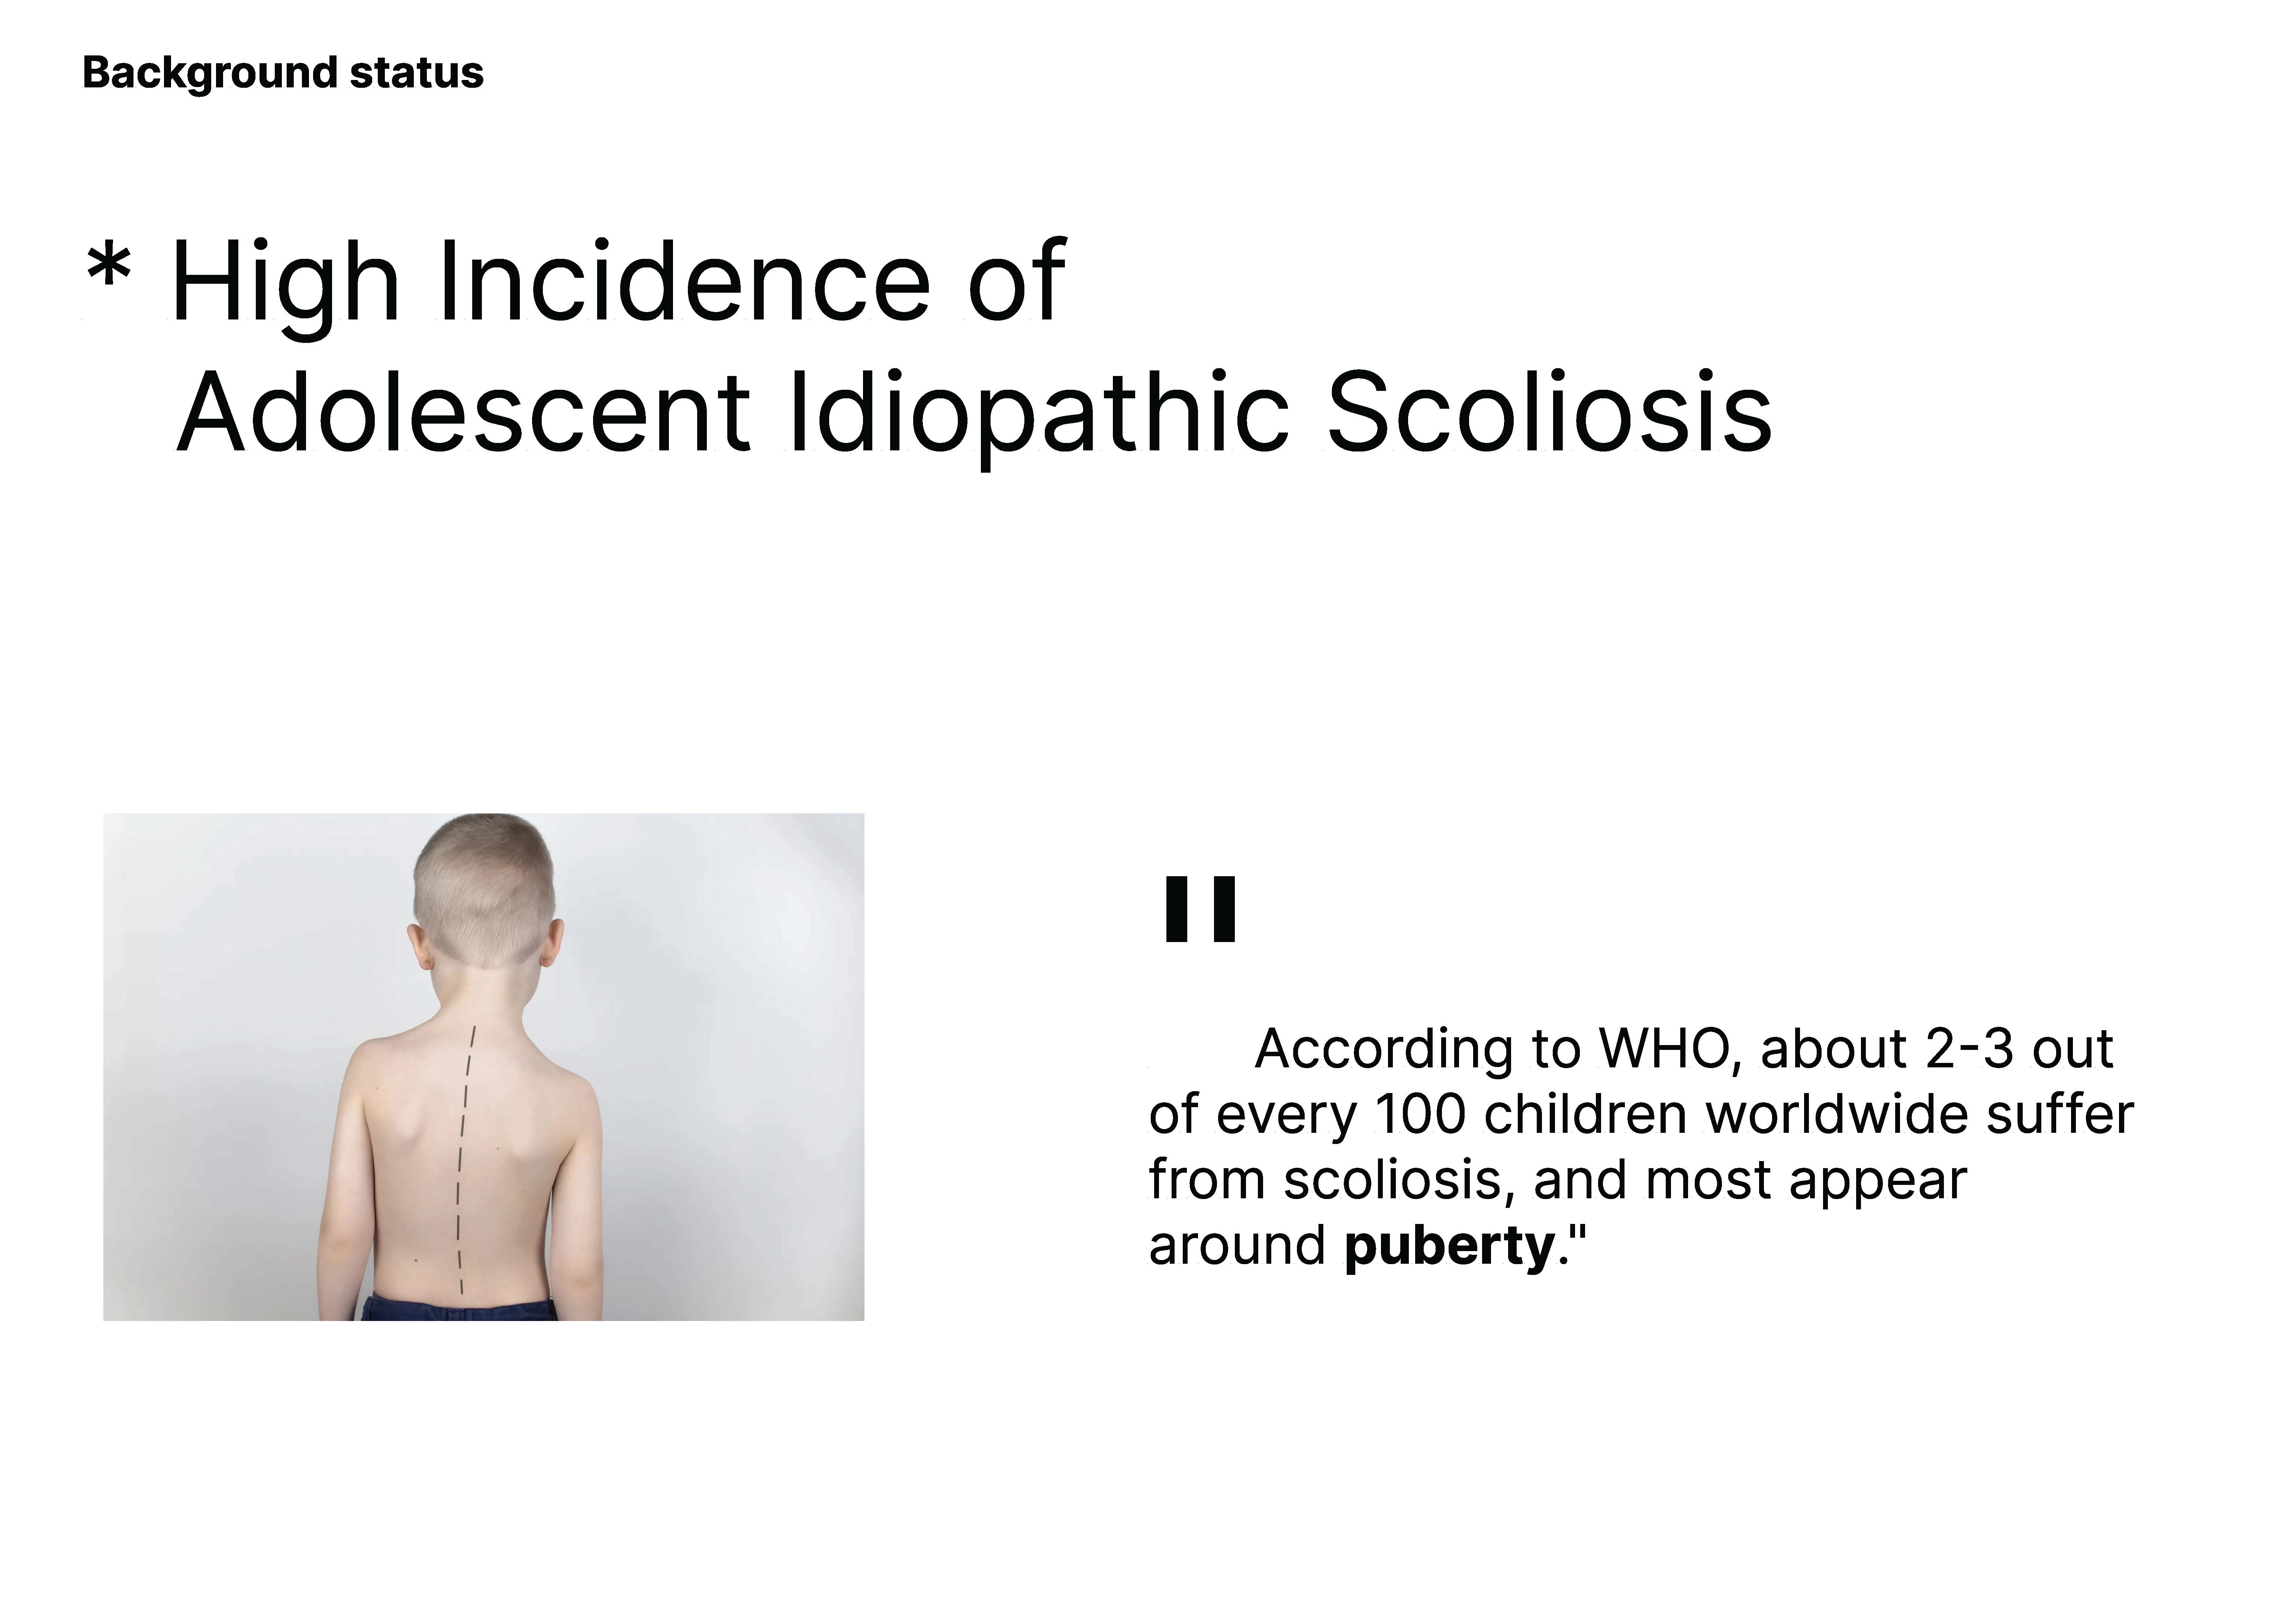 Background status
* High Incidence of
Adolescent Idiopathic Scoliosis
"
According to WHO, about 2-3 out
of every 100 children worldwide suffer
from scoliosis, and most appear
around puberty."